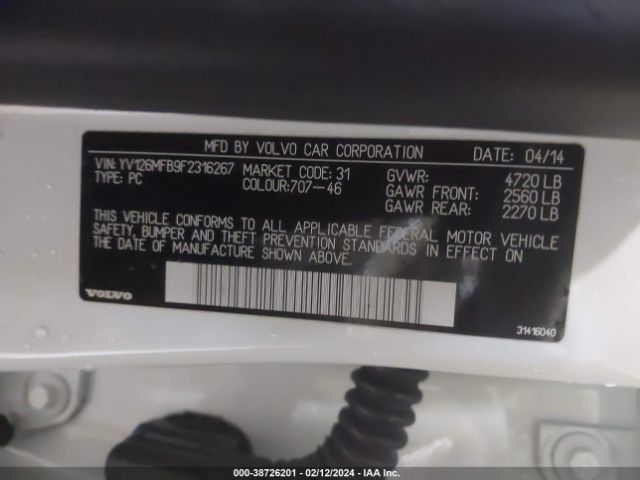 MFD BY VOLVO CAR CORPORATION DATE: 04/14
VIN: YV126MFB9F2316267 MARKET CODE: 31 GVWR: 4720 LB
TYPE: PC COLOUR:707-46 GAWR FRONT: 2560 LB
GAWR REAR: 2270 LB
THIS VEHICLE CONFORMS TO ALL APPLICABLE FEDERAL MOTOR VEHICLE
SAFETY, BUMPER AND THEFT PREVENTION STANDARDS IN EFFECT ON
THE DATE OF MANUFACTURE SHOWN ABOVE.
VOLVO
31416040
000-38726201 - 02/12/2024 - IAA Inc.